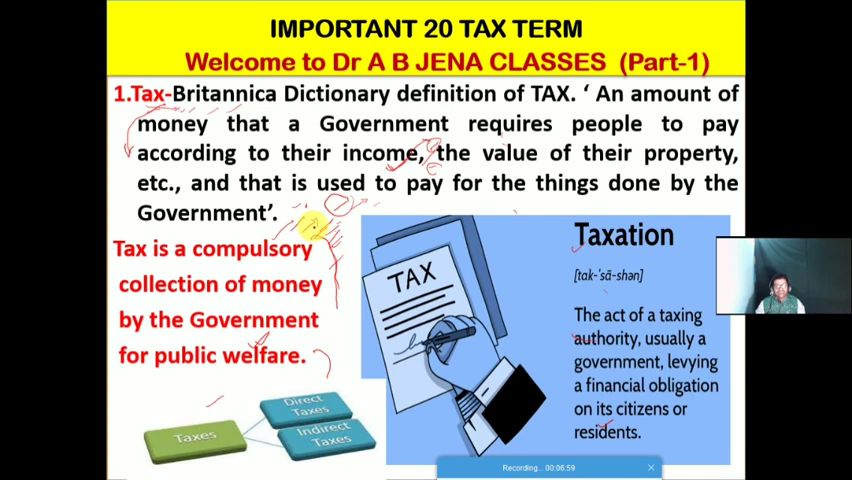 IMPORTANT 20 TAX TERM
Welcome to Dr A B JENA CLASSES (Part-1)
1.Tax-Britannica Dictionary definition of TAX. ‘ An amount of
money that a Government requires people to pay
according to their income, the value of their property,
etc., and that is used to pay for the things done by the
Government’.
Tax is a compulsory
collection of money
by the Government
for public welfare.
Taxes
Direct
Taxes
Indirect
Taxes
TAX
Taxation
[tak-ˈsā-shən]
The act of a taxing
authority, usually a
government, levying
a financial obligation
on its citizens or
residents.
Recording... 00:06:59